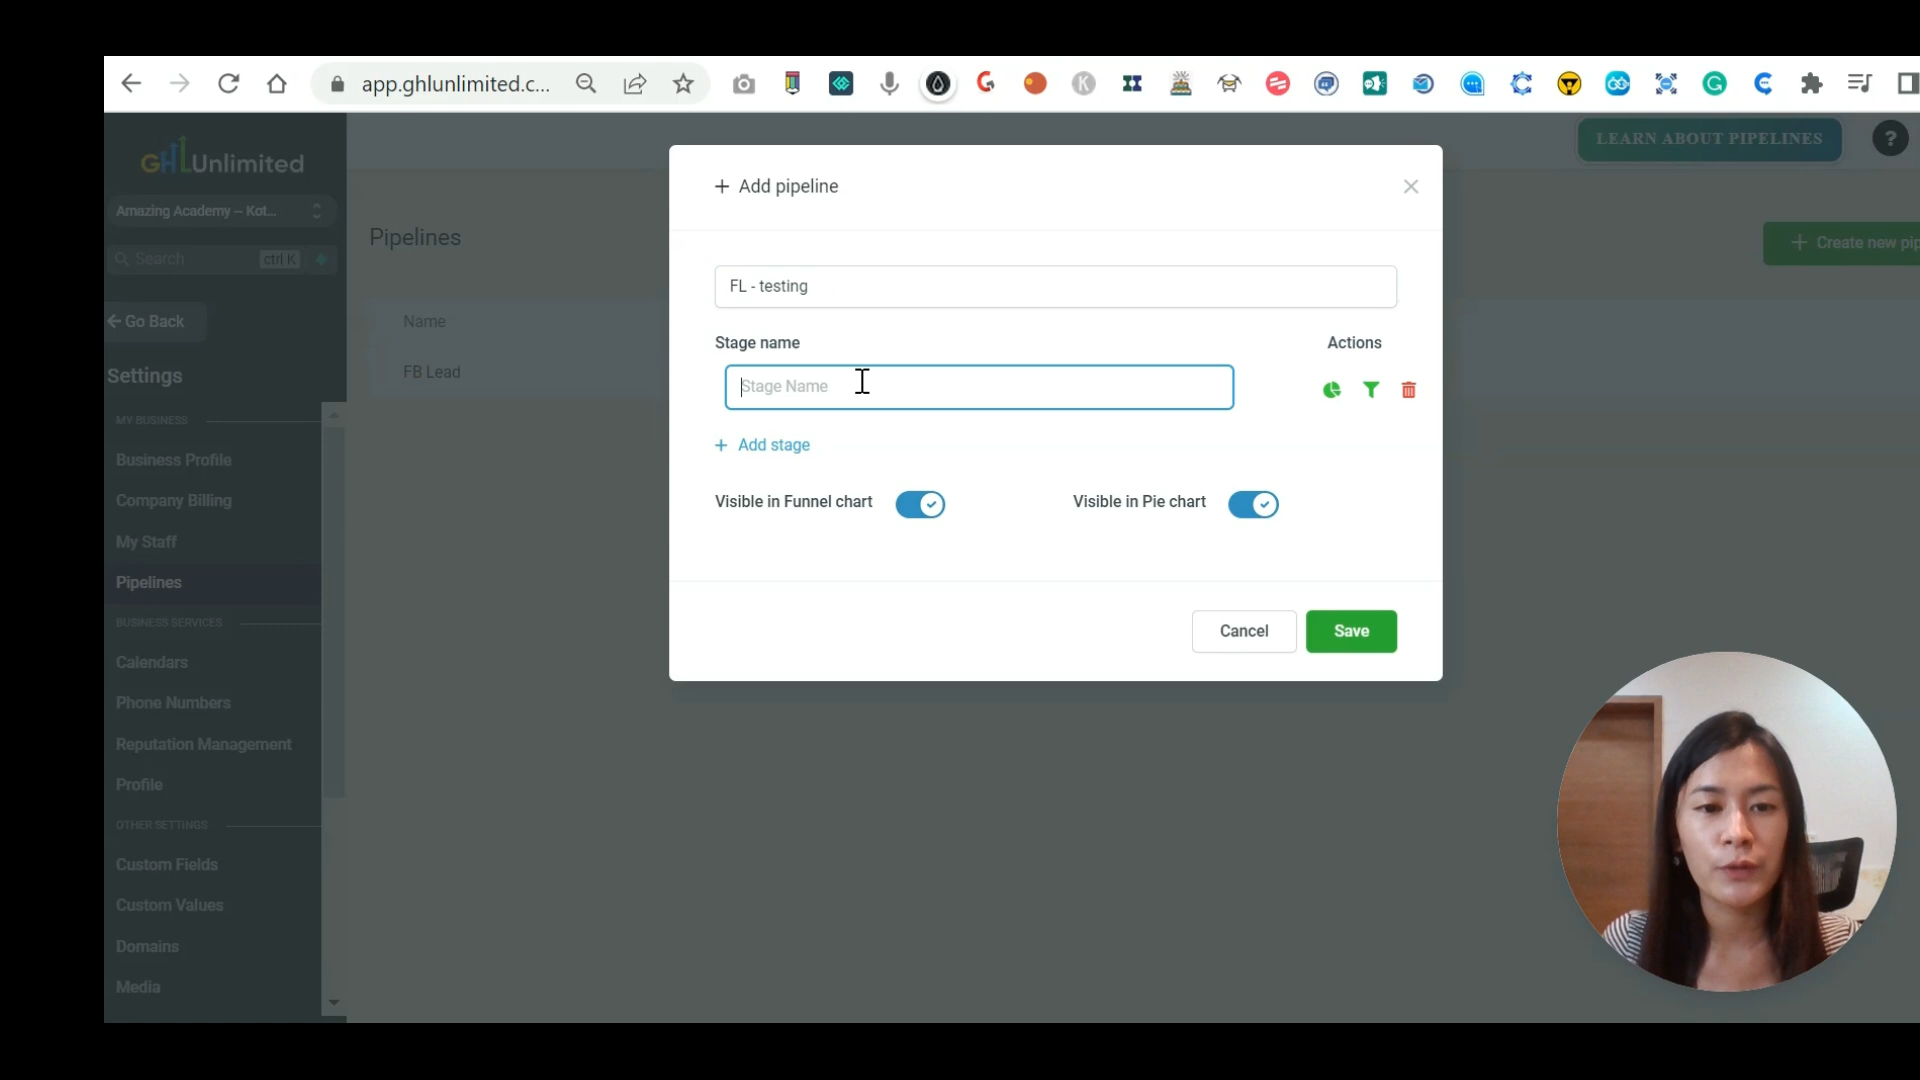 app.ghlunlimited.c...
LEARN ABOUT PIPELINES
?
GHLUnlimited
Amazing Academy – Kot...
Search
ctrl K
Go Back
Settings
MY BUSINESS
Business Profile
Company Billing
My Staff
Pipelines
BUSINESS SERVICES
Calendars
Phone Numbers
Reputation Management
Profile
OTHER SETTINGS
Custom Fields
Custom Values
Domains
Media
Pipelines
+ Create new pip
Name
FB Lead
+ Add pipeline
FL - testing
Stage name
Actions
Stage Name
+ Add stage
Visible in Funnel chart
Visible in Pie chart
Cancel
Save